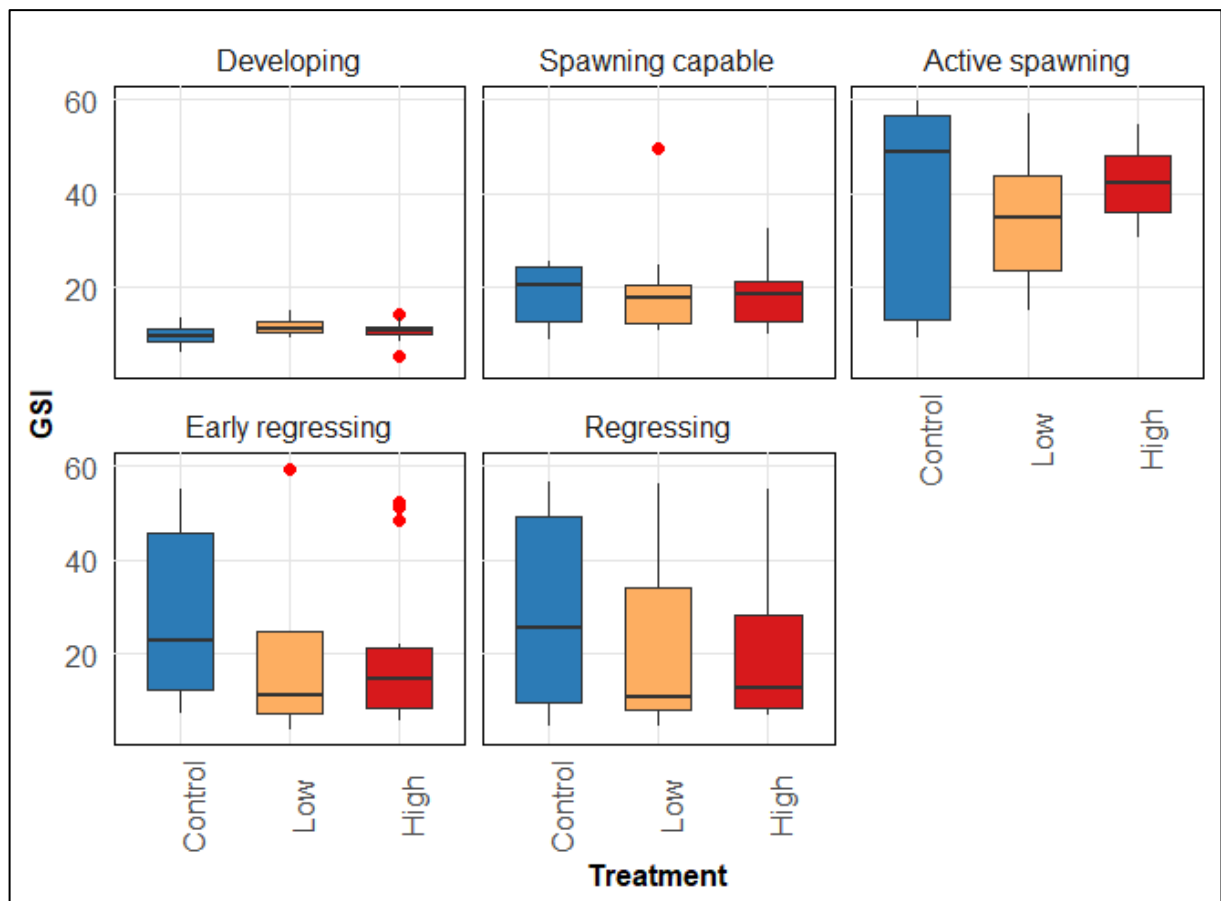 Developing
Spawning capable
Active spawning
60
40
20
Control
Low
High
GSI
Early regressing
Regressing
60
40
20
Control
Low
High
Control
Low
High
Treatment